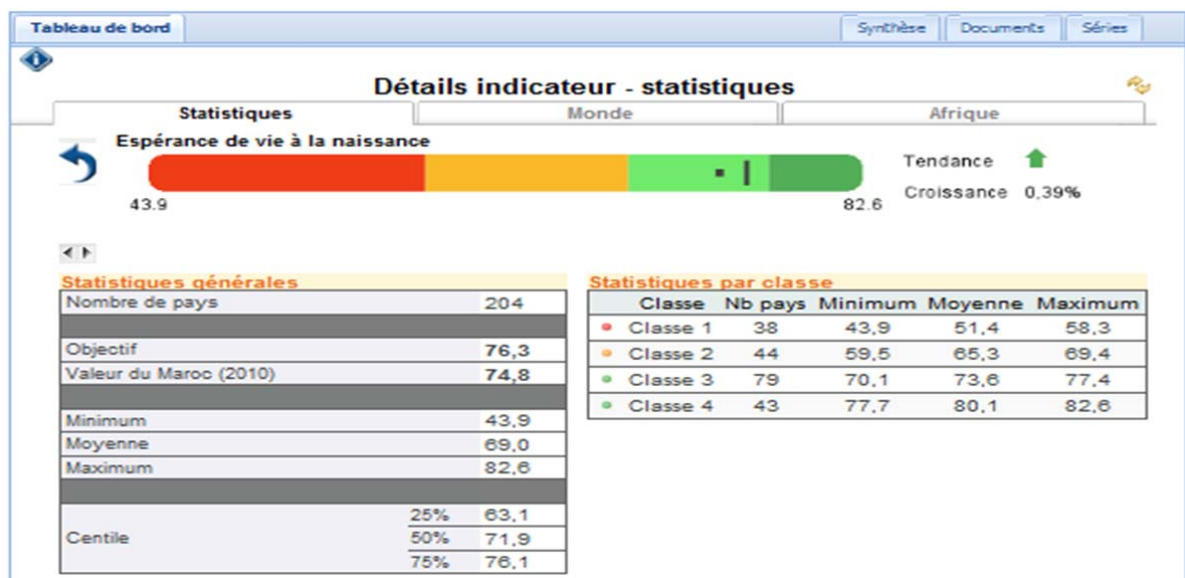 Tableau de bord
Synthèse Documents Séries
Détails indicateur - statistiques
Statistiques Monde Afrique
Espérance de vie à la naissance
Tendance
Croissance 0,39%
43.9 82.6
Statistiques générales
Nombre de pays 204
Objectif 76,3
Valeur du Maroc (2010) 74,8
Minimum 43,9
Moyenne 69,0
Maximum 82,6
Centile
25% 63,1
50% 71,9
75% 76,1
Statistiques par classe
Classe Nb pays Minimum Moyenne Maximum
Classe 1 38 43,9 51,4 58,3
Classe 2 44 59,5 65,3 69,4
Classe 3 79 70,1 73,6 77,4
Classe 4 43 77,7 80,1 82,6